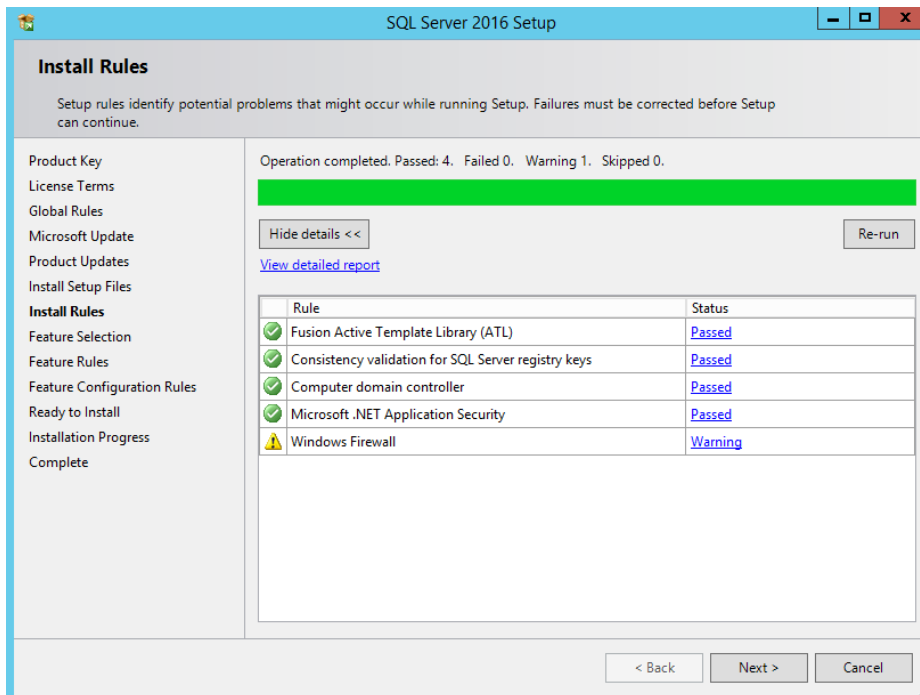 SQL Server 2016 Setup
Install Rules
Setup rules identify potential problems that might occur while running Setup. Failures must be corrected before Setup
can continue.
Product Key
License Terms
Global Rules
Microsoft Update
Product Updates
Install Setup Files
Install Rules
Feature Selection
Feature Rules
Feature Configuration Rules
Ready to Install
Installation Progress
Complete
Operation completed. Passed: 4. Failed 0. Warning 1. Skipped 0.
Hide details << Re-run
View detailed report
Rule Status
Fusion Active Template Library (ATL) Passed
Consistency validation for SQL Server registry keys Passed
Computer domain controller Passed
Microsoft .NET Application Security Passed
Windows Firewall Warning
< Back Next > Cancel